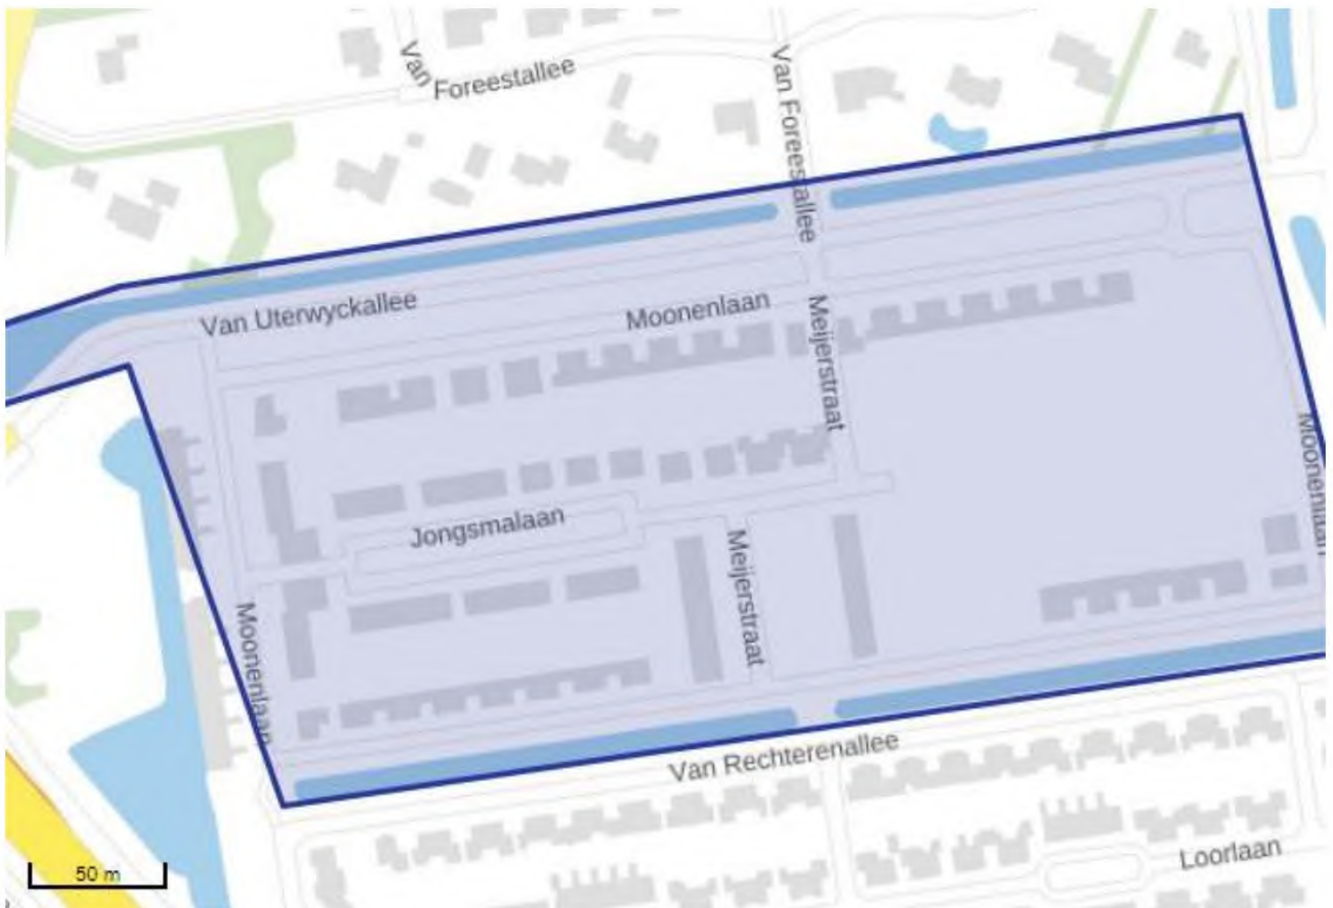 Van
Foreestallee
Van Foreestallee
Van Uterwyckallee
Moonenlaan
Meijerstraat
Moonenlaan
Jongsmalaan
Meijerstraat
Moonenlaan
Van Rechterenallee
Loorlaan
50 m